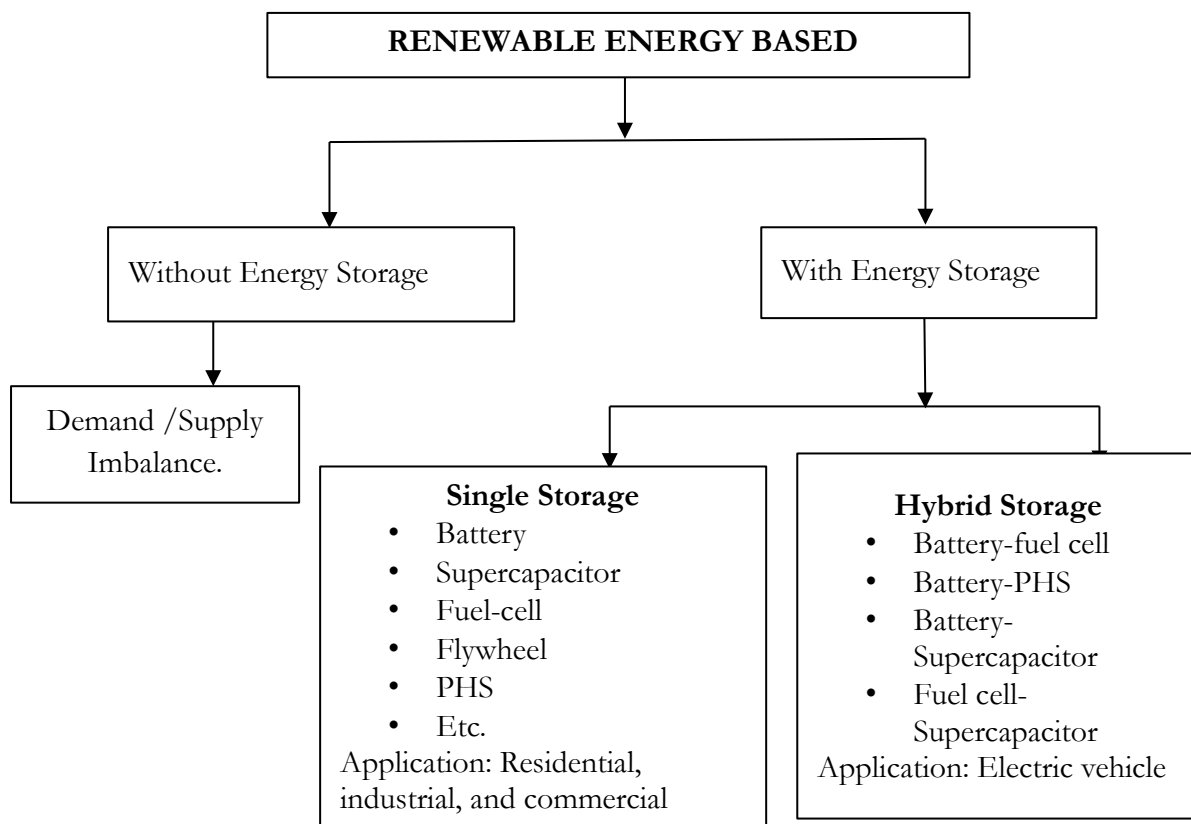 RENEWABLE ENERGY BASED
Without Energy Storage
With Energy Storage
Demand /Supply
Imbalance.
Single Storage
• Battery
• Supercapacitor
• Fuel-cell
• Flywheel
• PHS
• Etc.
Application: Residential,
industrial, and commercial
Hybrid Storage
• Battery-fuel cell
• Battery-PHS
• Battery-
Supercapacitor
• Fuel cell-
Supercapacitor
Application: Electric vehicle